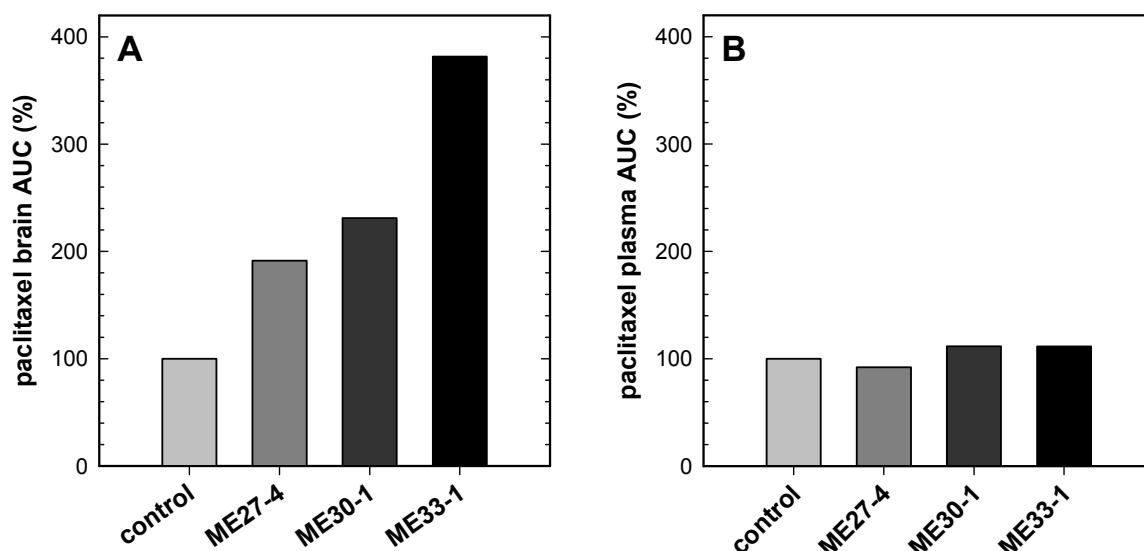 A
paclitaxel brain AUC (%)
400
300
200
100
0
control
ME27-4
ME30-1
ME33-1
B
paclitaxel plasma AUC (%)
400
300
200
100
0
control
ME27-4
ME30-1
ME33-1